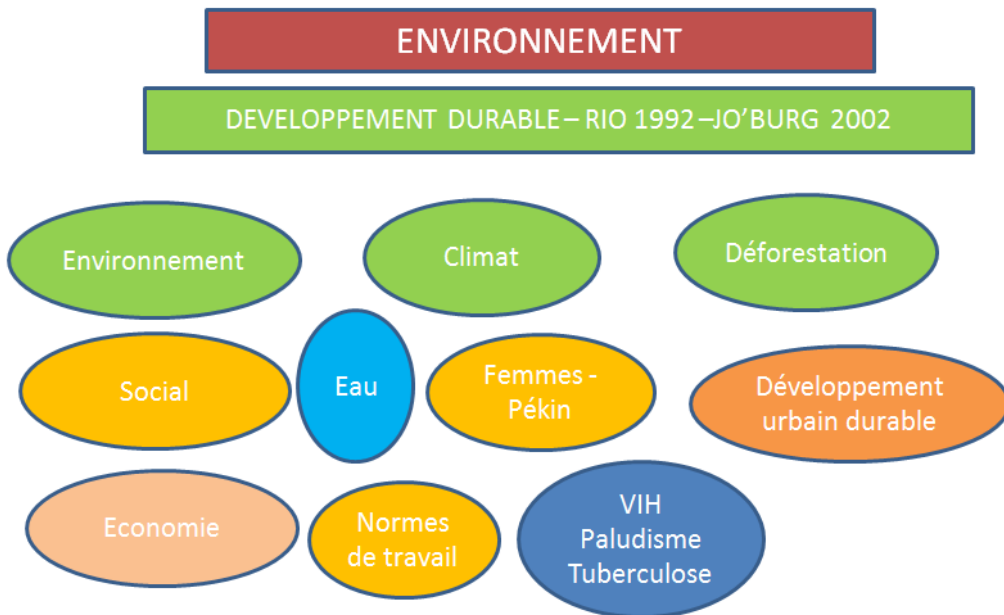 ENVIRONNEMENT
DEVELOPPEMENT DURABLE – RIO 1992 –JO'BURG 2002
Environnement
Climat
Déforestation
Social
Eau
Femmes -
Pékin
Développement
urbain durable
Economie
Normes
de travail
VIH
Paludisme
Tuberculose